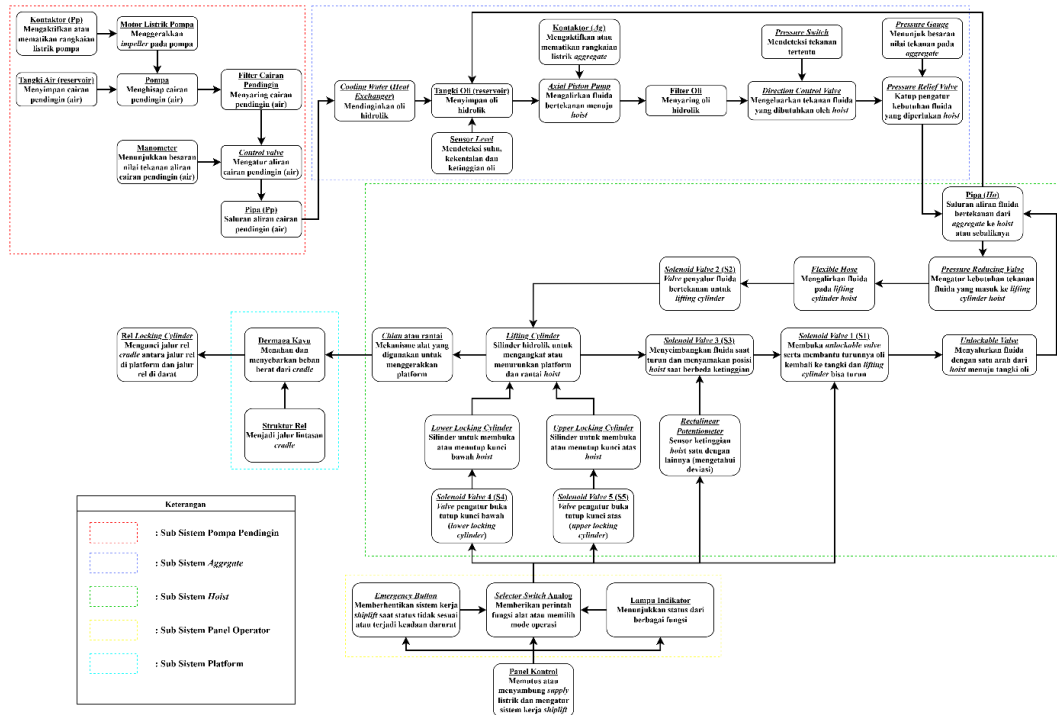 Kontaktor (Pp)
Mengaktifkan atau
mematikan rangkaian
listrik pompa
Motor Listrik Pompa
Menggerakkan
impeller pada pompa
Tangki Air (reservoir)
Menyimpan cairan
pendingin (air)
Pompa
Menghisap cairan
pendingin (air)
Filter Cairan
Pendingin
Menyaring cairan
pendingin (air)
Manometer
Menunjukkan besaran
nilai tekanan aliran
cairan pendingin (air)
Control valve
Mengatur aliran
cairan pendingin (air)
Pipa (Pp)
Saluran aliran cairan
pendingin (air)
Cooling Water (Heat
Exchanger)
Mendinginkan oli
hidrolik
Tangki Oli (reservoir)
Menyimpan oli
hidrolik
Sensor Level
Mendeteksi suhu,
kekentalan dan
ketinggian oli
Kontaktor (Ag)
Mengaktifkan atau
mematikan rangkaian
listrik aggregate
Axial Piston Pump
Mengalirkan fluida
bertekanan menuju
hoist
Filter Oli
Menyaring oli
hidrolik
Pressure Switch
Mendeteksi tekanan
tertentu
Direction Control Valve
Mengeluarkan tekanan fluida
yang dibutuhkan oleh hoist
Pressure Gauge
Menunjuk besaran
nilai tekanan pada
aggregate
Pressure Relief Valve
Katup pengatur
kebutuhan fluida
yang diperlukan hoist
Pipa (Ho)
Saluran aliran fluida
bertekanan dari
aggregate ke hoist
atau sebaliknya
Pressure Reducing Valve
Mengatur kebutuhan tekanan
fluida yang masuk ke lifting
cylinder hoist
Flexible Hose
Mengalirkan fluida
pada lifting
cylinder hoist
Solenoid Valve 2 (S2)
Valve penyalur fluida
bertekanan untuk
lifting cylinder
Rel Locking Cylinder
Mengunci jalur rel
cradle antara jalur rel
di platform dan jalur
rel di darat
Dermaga Kayu
Menahan dan
menyebarkan beban
berat dari cradle
Struktur Rel
Menjadi jalur lintasan
cradle
Chian atau rantai
Mekanisme alat yang
digunakan untuk
menggerakkan
platform
Lifting Cylinder
Silinder hidrolik untuk
mengangkat atau
menurunkan platform
dan rantai hoist
Solenoid Valve 3 (S3)
Menyeimbangkan fluida saat
turun dan menyamakan posisi
hoist saat berbeda ketinggian
Solenoid Valve 1 (S1)
Membuka unlockable valve
serta membantu turunnya oli
kembali ke tangki dan lifting
cylinder bisa turun
Unlockable Valve
Menyalurkan fluida
dengan satu arah dari
hoist menuju tangki oli
Lower Locking Cylinder
Silinder untuk membuka
atau menutup kunci
bawah hoist
Upper Locking Cylinder
Silinder untuk membuka
atau menutup kunci atas
hoist
Rectalinear
Potentiometer
Sensor ketinggian
hoist satu dengan
lainnya (mengetahui
deviasi)
Solenoid Valve 4 (S4)
Valve pengatur buka
tutup kunci bawah
(lower locking
cylinder)
Solenoid Valve 5 (S5)
Valve pengatur buka
tutup kunci atas
(upper locking
cylinder)
Emergency Button
Memberhentikan sistem kerja
shiplift saat status tidak sesuai
atau terjadi keadaan darurat
Selector Switch Analog
Memberikan perintah
fungsi alat atau memilih
mode operasi
Lampu Indikator
Menunjukkan status dari
berbagai fungsi
Panel Kontrol
Memutus atau
menyambung supply
listrik dan mengatur
sistem kerja shiplift
Keterangan
: Sub Sistem Pompa Pendingin
: Sub Sistem Aggrgate
: Sub Sistem Hoist
: Sub Sistem Panel Operator
: Sub Sistem Platform